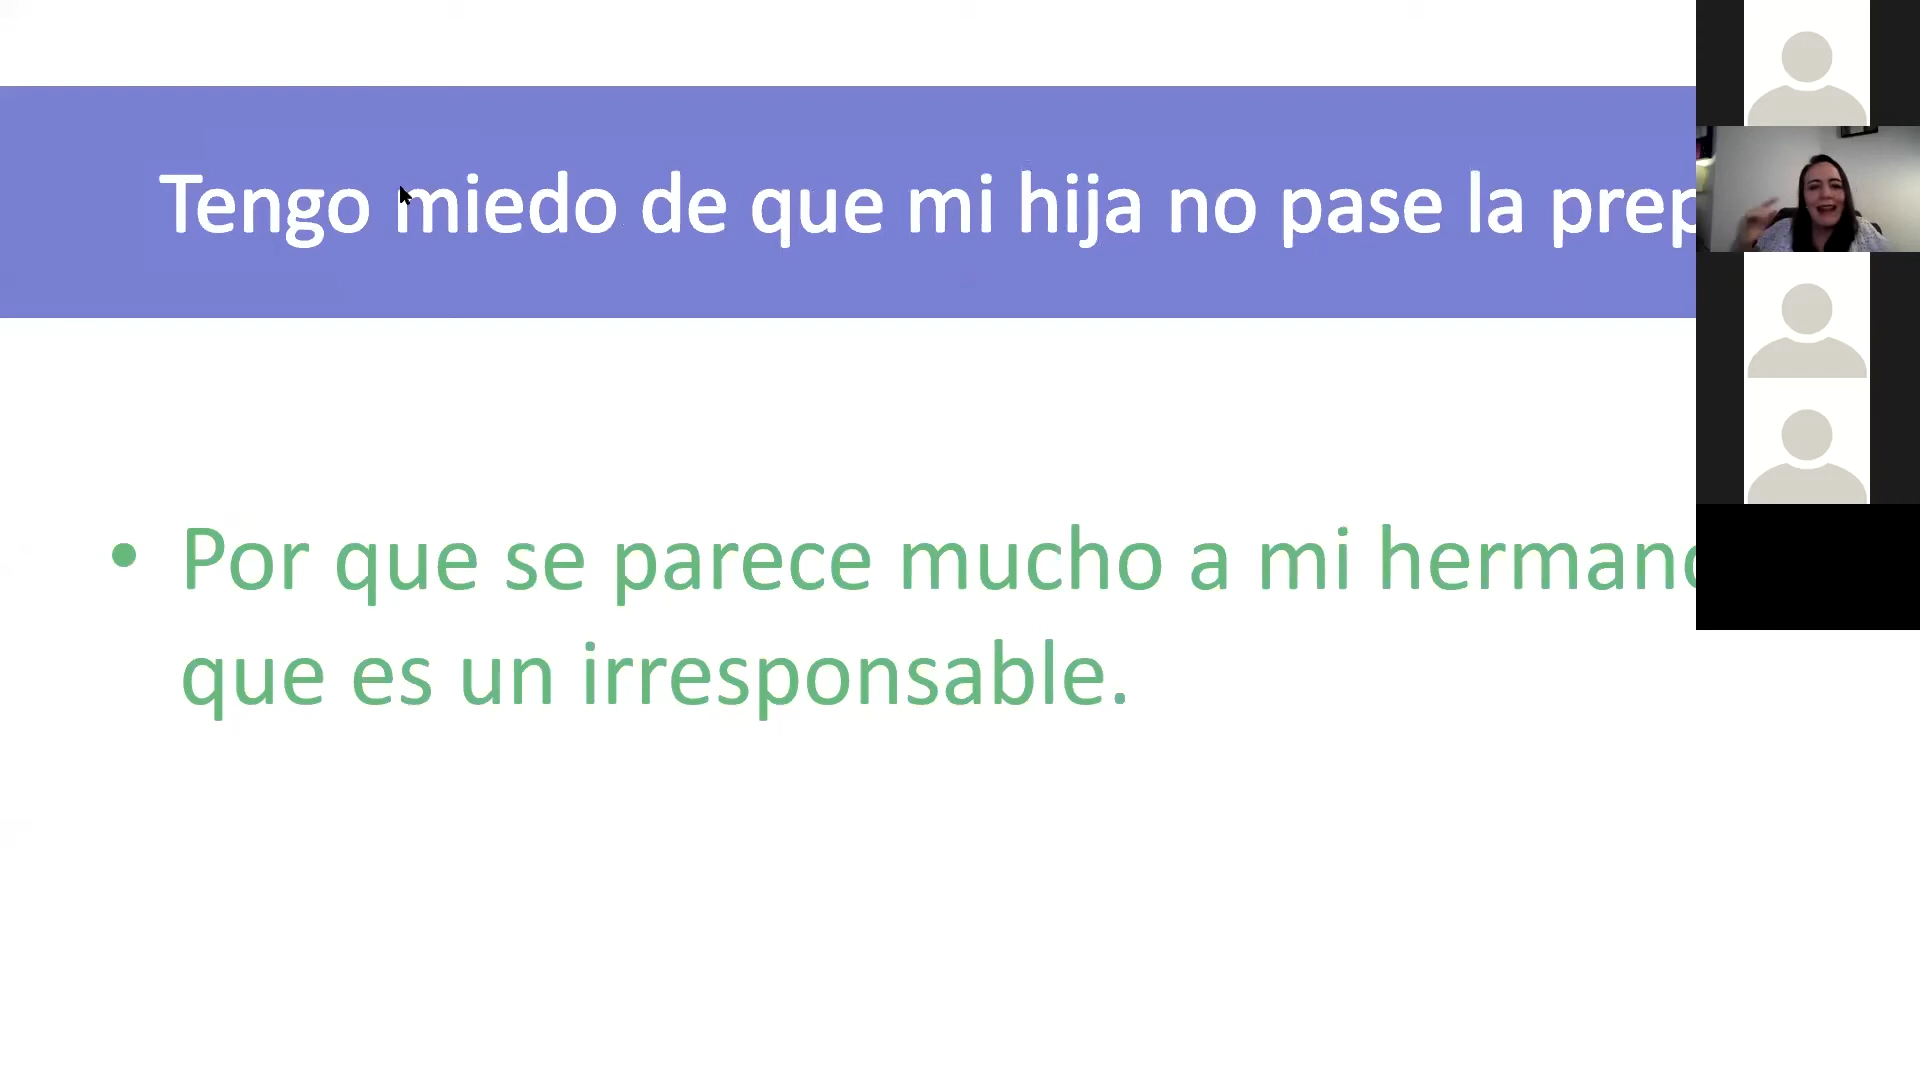 Tengo miedo de que mi hija no pase la prep
• Por que se parece mucho a mi
que es un irresponsable.